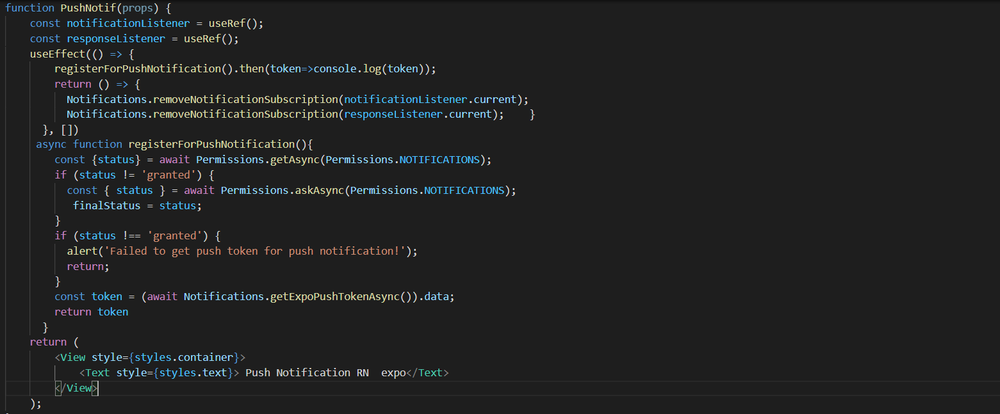 function PushNotif(props) {
    const notificationListener = useRef();
    const responseListener = useRef();
    useEffect(() => {
        registerForPushNotification().then(token=>console.log(token));
        return () => {
          Notifications.removeNotificationSubscription(notificationListener.current);
          Notifications.removeNotificationSubscription(responseListener.current);    }
      }, [])
     async function registerForPushNotification(){
        const {status} = await Permissions.getAsync(Permissions.NOTIFICATIONS);
        if (status != 'granted') {
          const { status } = await Permissions.askAsync(Permissions.NOTIFICATIONS);
           finalStatus = status;
        }
        if (status !== 'granted') {
          alert('Failed to get push token for push notification!');
          return;
        }
        const token = (await Notifications.getExpoPushTokenAsync()).data;
        return token
      }
    return (
        <View style={styles.container}>
            <Text style={styles.text}> Push Notification RN  expo</Text>
        </View>
    );